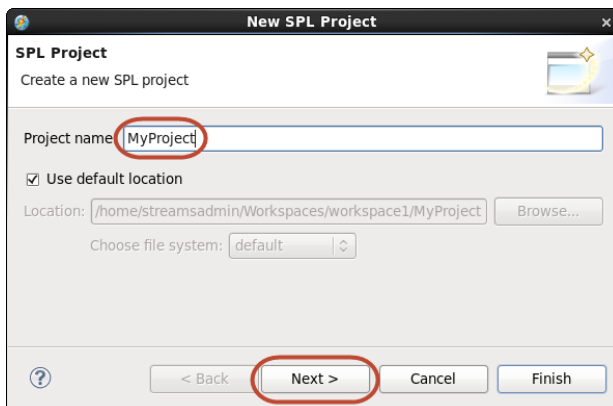 New SPL Project
SPL Project
Create a new SPL project
Project name: MyProject
Use default location
Location: /home/streamsadmin/Workspaces/workspace1/MyProject Browse...
Choose file system: default
? < Back Next > Cancel Finish